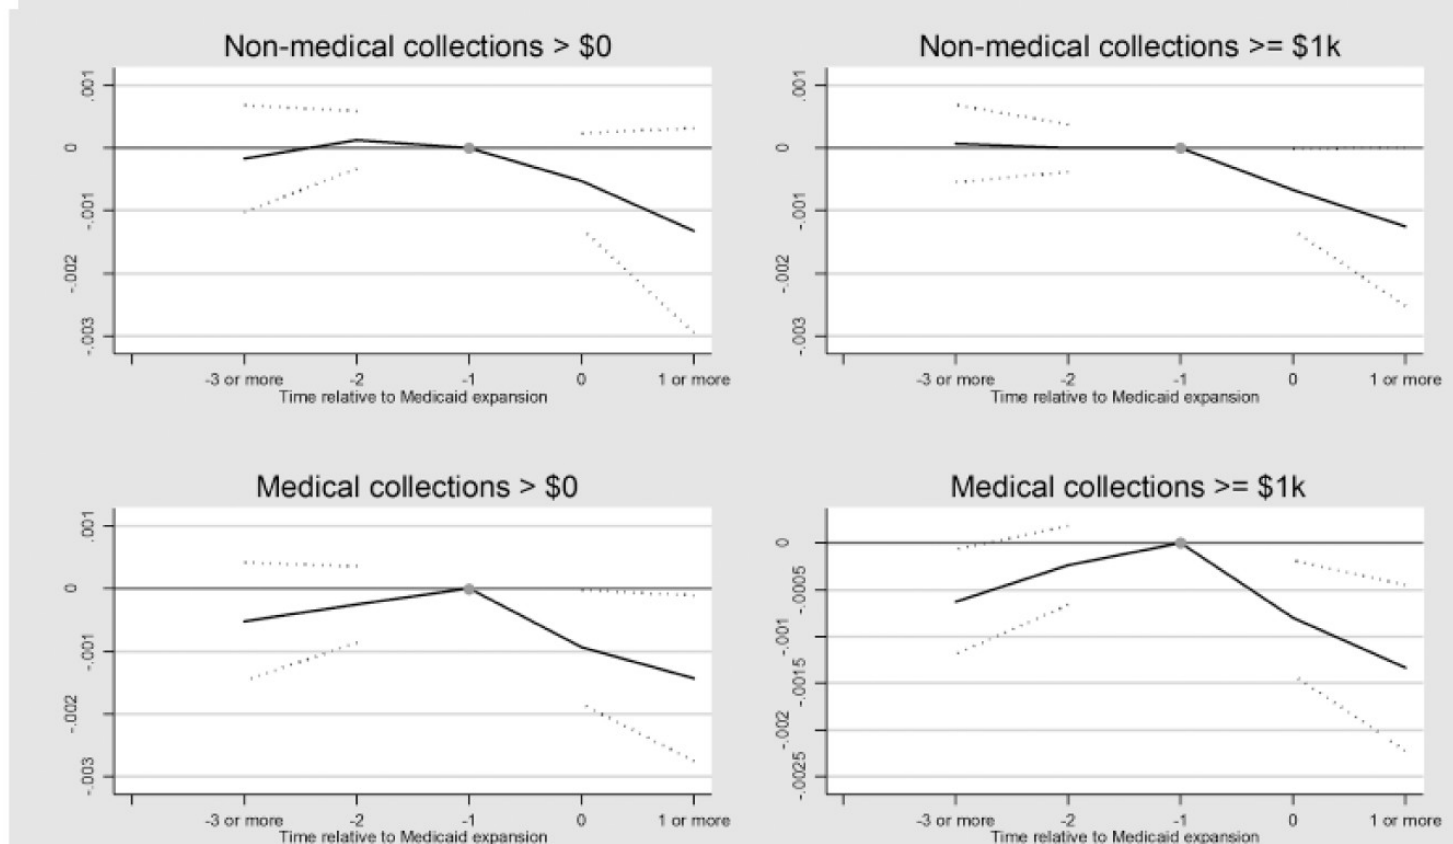 Non-medical collections > $0
.001
0
-.001
-.002
-.003
-3 or more -2 -1 0 1 or more
Time relative to Medicaid expansion
Non-medical collections >= $1k
.001
0
-.001
-.002
-.003
-3 or more -2 -1 0 1 or more
Time relative to Medicaid expansion
Medical collections > $0
.001
0
-.001
-.002
-.003
-3 or more -2 -1 0 1 or more
Time relative to Medicaid expansion
Medical collections >= $1k
0
-.0005
-.001
-.0015
-.002
-.0025
-3 or more -2 -1 0 1 or more
Time relative to Medicaid expansion